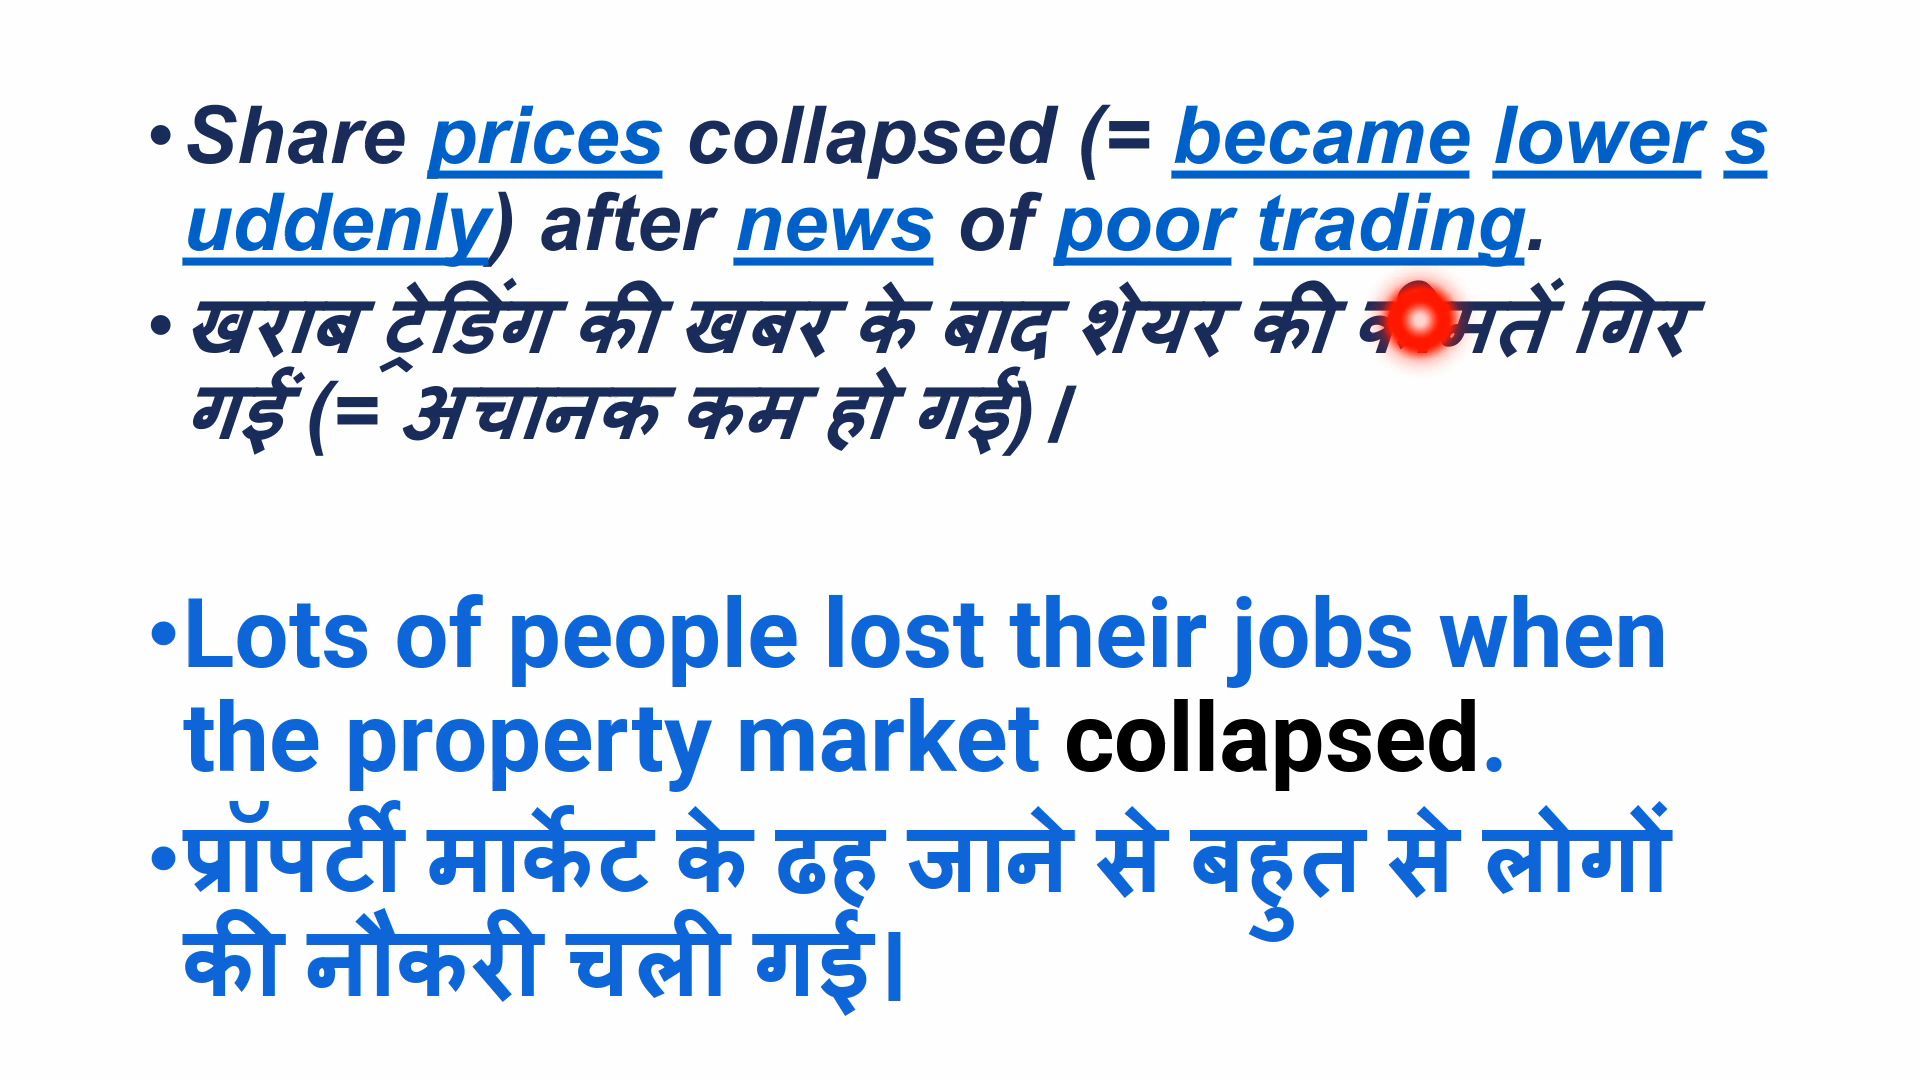 • Share prices collapsed (= became lower s
uddenly) after news of poor trading.
• खराब ट्रेडिंग की खबर के बाद शेयर की कीमतें गिर
गईं (= अचानक कम हो गई)।
• Lots of people lost their jobs when
the property market collapsed.
• प्रॉपर्टी मार्केट के ढह जाने से बहुत से लोगों
की नौकरी चली गई।